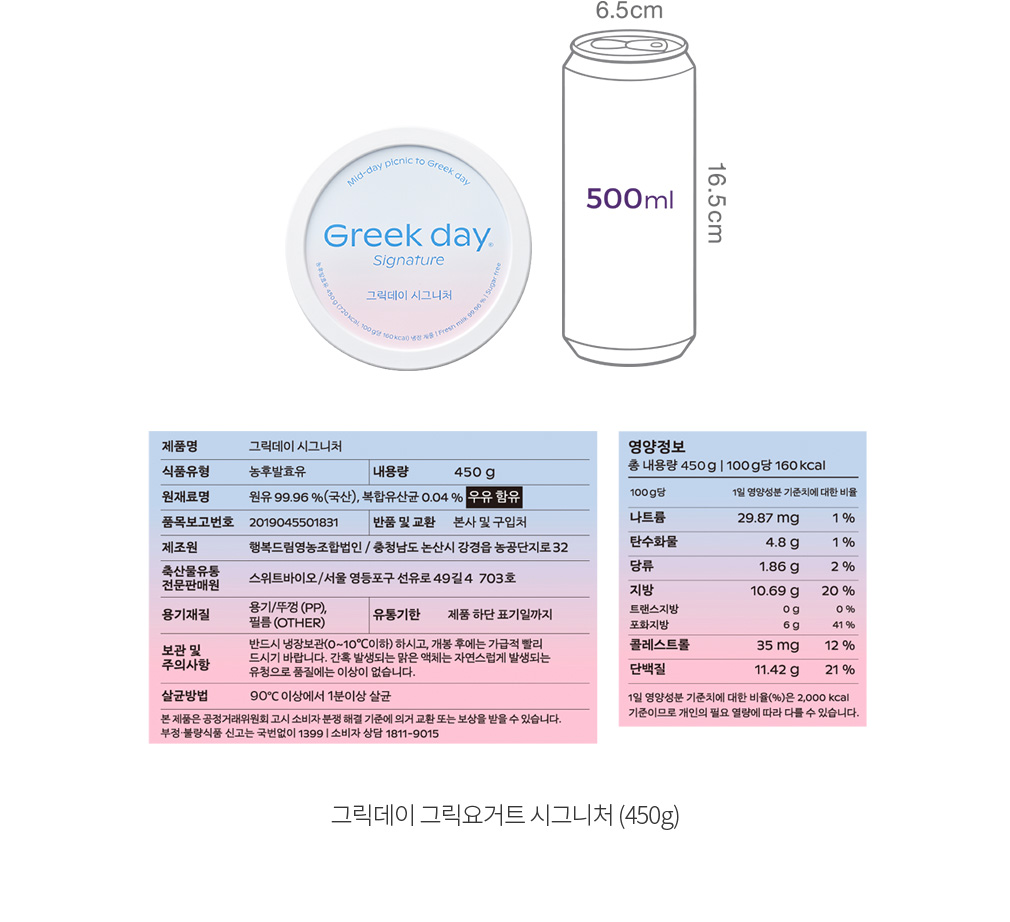 6.5cm
16.5cm
500ml
Mid-day picnic to Greek day
Greek day®
Signature
그릭데이 시그니처
농후발효유 450 g (720 kcal, 100 g당 160 kcal) 냉장 제품 | Fresh milk 99.96 % | Sugar free
제품명 그릭데이 시그니처
식품유형 농후발효유 내용량 450 g
원재료명 원유 99.96 %(국산), 복합유산균 0.04 % 우유 함유
품목보고번호 2019045501831 반품 및 교환 본사 및 구입처
제조원 행복드림영농조합법인 / 충청남도 논산시 강경읍 농공단지로 32
축산물유통
전문판매원 스위트바이오 / 서울 영등포구 선유로 49길 4 703호
용기재질 용기/뚜껑 (PP),
필름 (OTHER) 유통기한 제품 하단 표기일까지
보관 및
주의사항
반드시 냉장보관(0~10℃이하) 하시고, 개봉 후에는 가급적 빨리
드시기 바랍니다. 간혹 발생되는 맑은 액체는 자연스럽게 발생되는
유청으로 품질에는 이상이 없습니다.
살균방법 90℃ 이상에서 1분이상 살균
본 제품은 공정거래위원회 고시 소비자 분쟁 해결 기준에 의거 교환 또는 보상을 받을 수 있습니다.
부정·불량식품 신고는 국번없이 1399 | 소비자 상담 1811-9015
영양정보
총 내용량 450 g | 100 g당 160 kcal
100 g당 1일 영양성분 기준치에 대한 비율
나트륨 29.87 mg 1 %
탄수화물 4.8 g 1 %
당류 1.86 g 2 %
지방 10.69 g 20 %
트랜스지방 0 g 0 %
포화지방 6 g 41 %
콜레스트롤 35 mg 12 %
단백질 11.42 g 21 %
1일 영양성분 기준치에 대한 비율(%)은 2,000 kcal
기준이므로 개인의 필요 열량에 따라 다를 수 있습니다.
그릭데이 그릭요거트 시그니처 (450g)